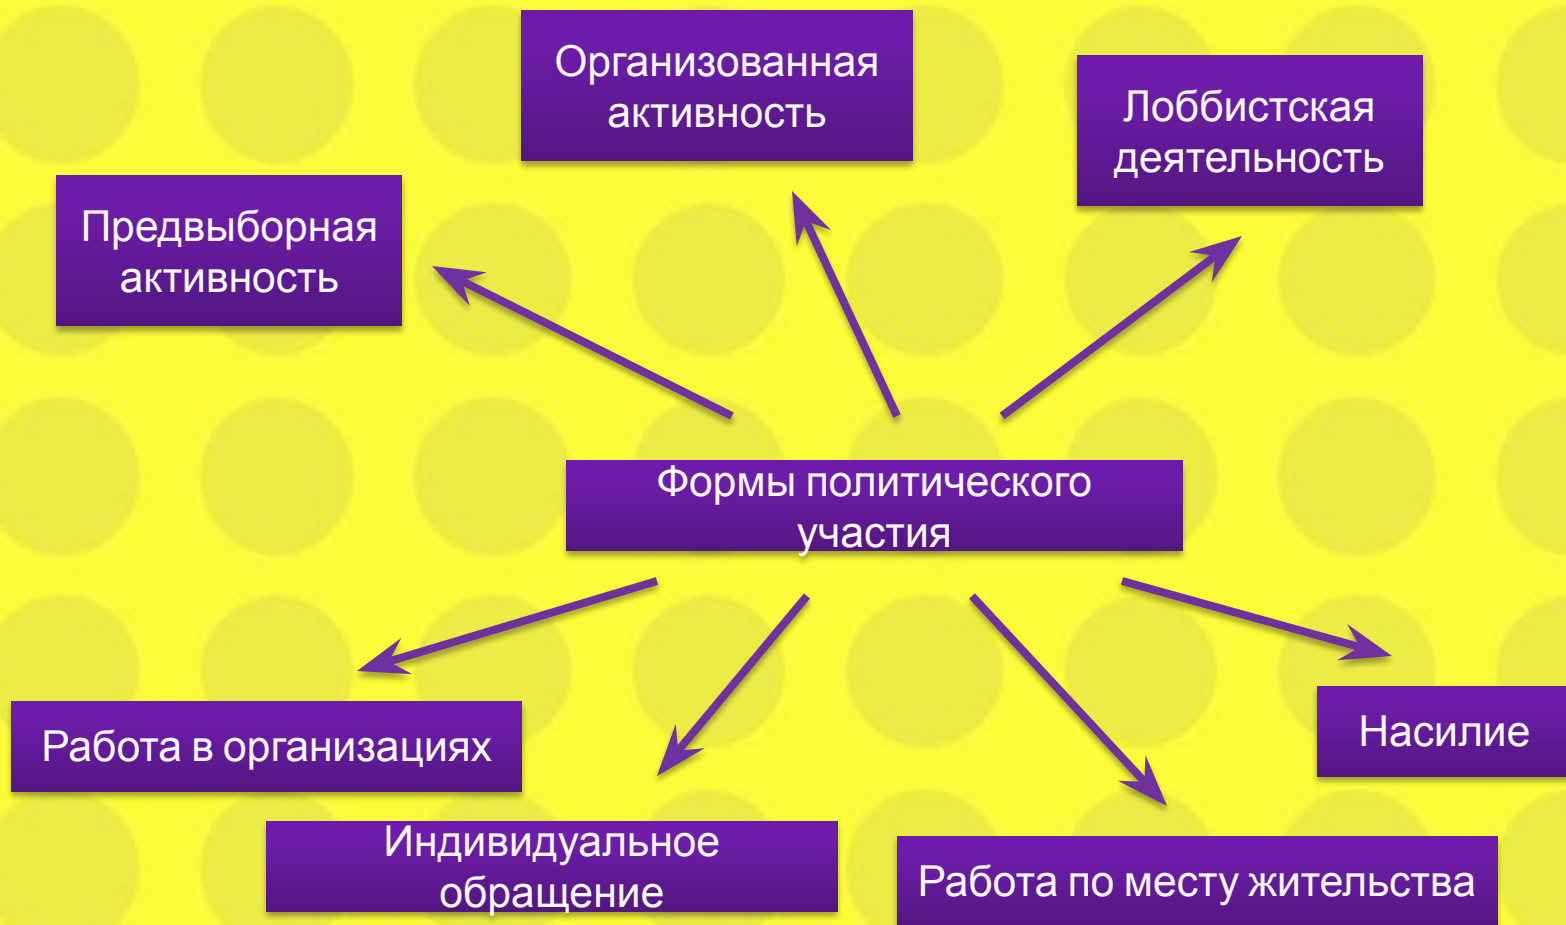 Организованная
активность
Лоббистская
деятельность
Предвыборная
активность
Формы политического
участия
Работа в организациях
Насилие
Индивидуальное
обращение
Работа по месту жительства